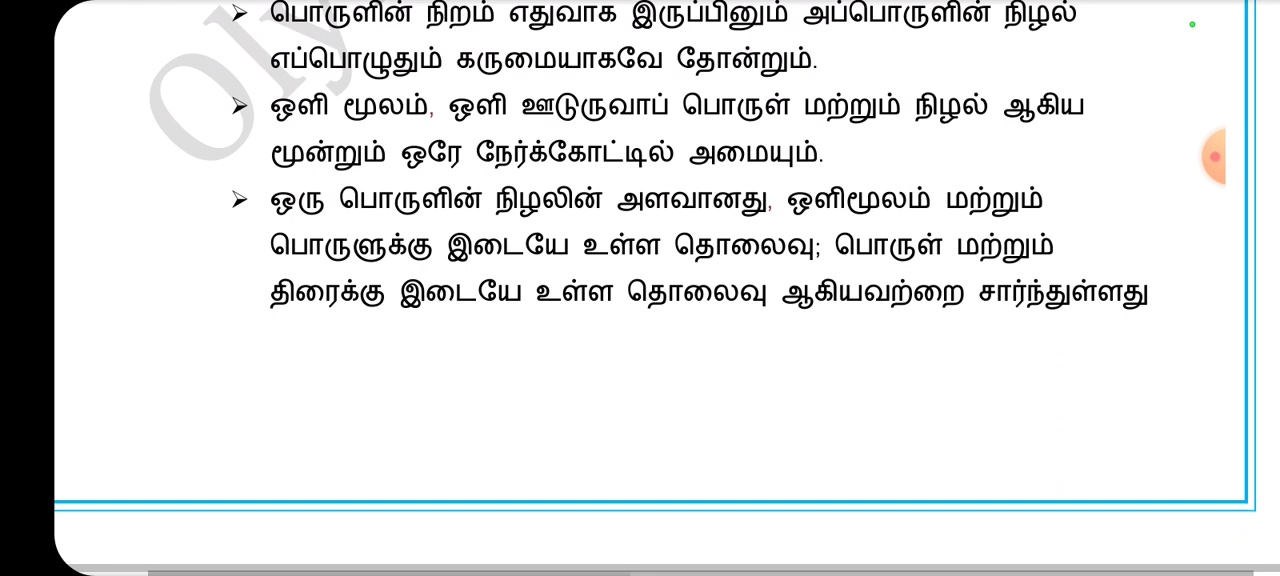 ➢ பொருளின் நிறம் எதுவாக இருப்பினும் அப்பொருளின் நிழல்
எப்பொழுதும் கருமையாகவே தோன்றும்.
➢ ஒளி மூலம், ஒளி ஊடுருவாப் பொருள் மற்றும் நிழல் ஆகிய
மூன்றும் ஒரே நேர்க்கோட்டில் அமையும்.
➢ ஒரு பொருளின் நிழலின் அளவானது, ஒளிமூலம் மற்றும்
பொருளுக்கு இடையே உள்ள தொலைவு; பொருள் மற்றும்
திரைக்கு இடையே உள்ள தொலைவு ஆகியவற்றை சார்ந்துள்ளது